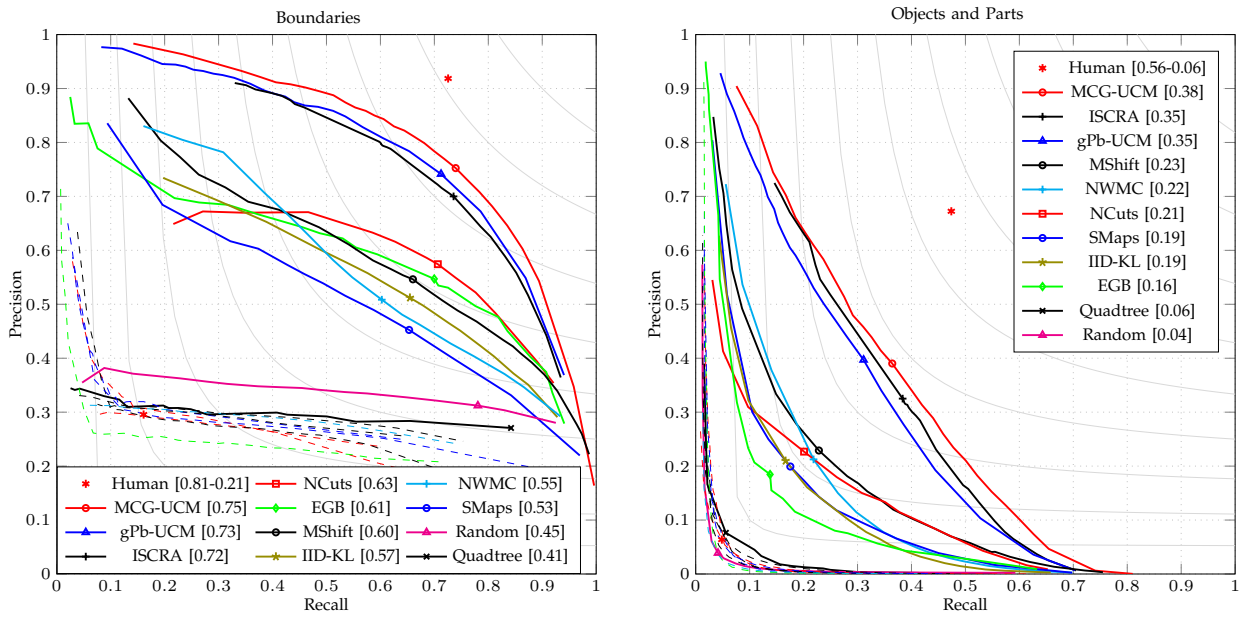 Boundaries
1
0.9
0.8
0.7
0.6
0.5
0.4
0.3
0.2
0.1
0
Precision
0 0.1 0.2 0.3 0.4 0.5 0.6 0.7 0.8 0.9 1
Recall
Human [0.81-0.21] NCuts [0.63] NWMC [0.55]
MCG-UCM [0.75] EGB [0.61] SMaps [0.53]
gPb-UCM [0.73] MShift [0.60] Random [0.45]
ISCRA [0.72] IID-KL [0.57] Quadtree [0.41]
Objects and Parts
1
0.9
0.8
0.7
0.6
0.5
0.4
0.3
0.2
0.1
0
Precision
0 0.1 0.2 0.3 0.4 0.5 0.6 0.7 0.8 0.9 1
Recall
Human [0.56-0.06]
MCG-UCM [0.38]
ISCRA [0.35]
gPb-UCM [0.35]
MShift [0.23]
NWMC [0.22]
NCuts [0.21]
SMaps [0.19]
IID-KL [0.19]
EGB [0.16]
Quadtree [0.06]
Random [0.04]